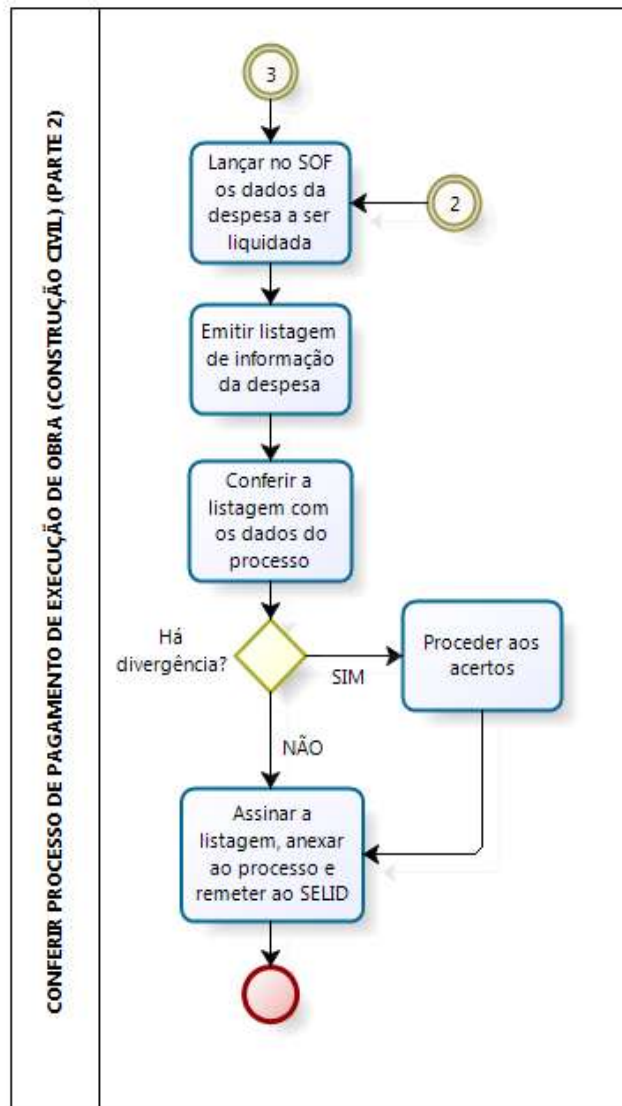 CONFERIR PROCESSO DE PAGAMENTO DE EXECUÇÃO DE OBRA (CONSTRUÇÃO CIVIL) (PARTE 2)
3
Lançar no SOF
os dados da
despesa a ser
liquidada
2
Emitir listagem
de informação
da despesa
Conferir a
listagem com
os dados do
processo
Há
divergência?
SIM
Proceder aos
acertos
NÃO
Assinar a
listagem, anexar
ao processo e
remeter ao SELID